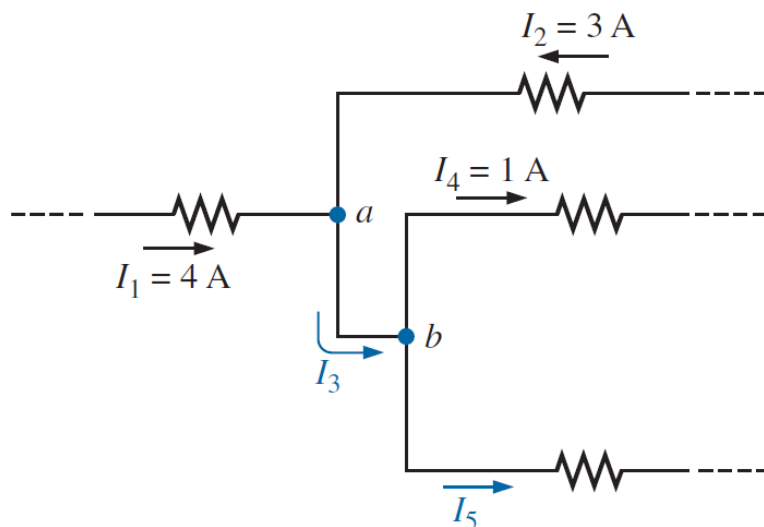 I₂ = 3 A
I₄ = 1 A
a
I₁ = 4 A
b
I₃
I₅